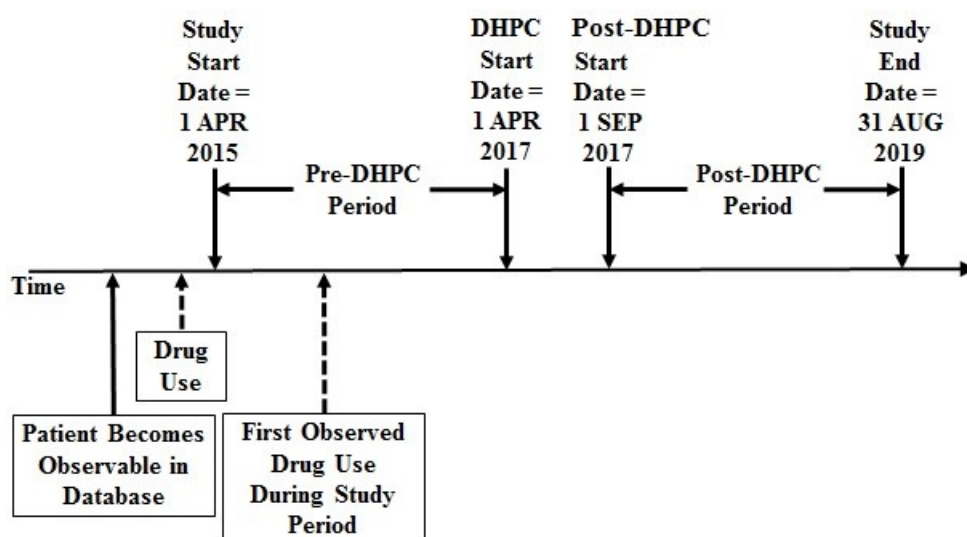 Study
Start
Date =
1 APR
2015
DHPC
Start
Date =
1 APR
2017
Post-DHPC
Start
Date =
1 SEP
2017
Study
End
Date =
31 AUG
2019
Pre-DHPC
Period
Post-DHPC
Period
Time
Drug
Use
Patient Becomes
Observable in
Database
First Observed
Drug Use
During Study
Period